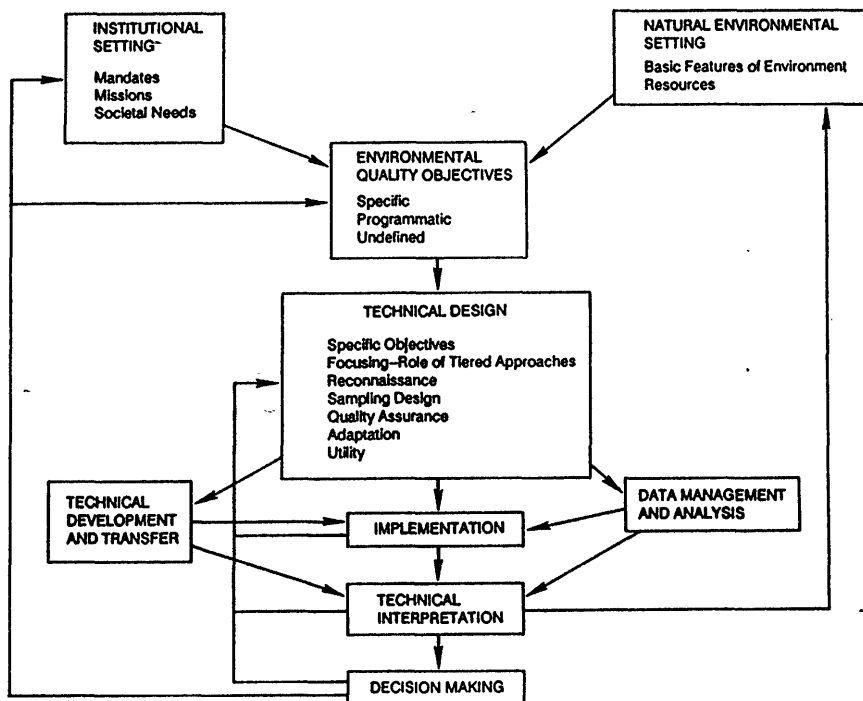 INSTITUTIONAL
SETTING
Mandates
Missions
Societal Needs
NATURAL ENVIRONMENTAL
SETTING
Basic Features of Environment
Resources
ENVIRONMENTAL
QUALITY OBJECTIVES
Specific
Programmatic
Undefined
TECHNICAL DESIGN
Specific Objectives
Focusing–Role of Tiered Approaches
Reconnaissance
Sampling Design
Quality Assurance
Adaptation
Utility
TECHNICAL
DEVELOPMENT
AND TRANSFER
DATA MANAGEMENT
AND ANALYSIS
IMPLEMENTATION
TECHNICAL
INTERPRETATION
DECISION MAKING